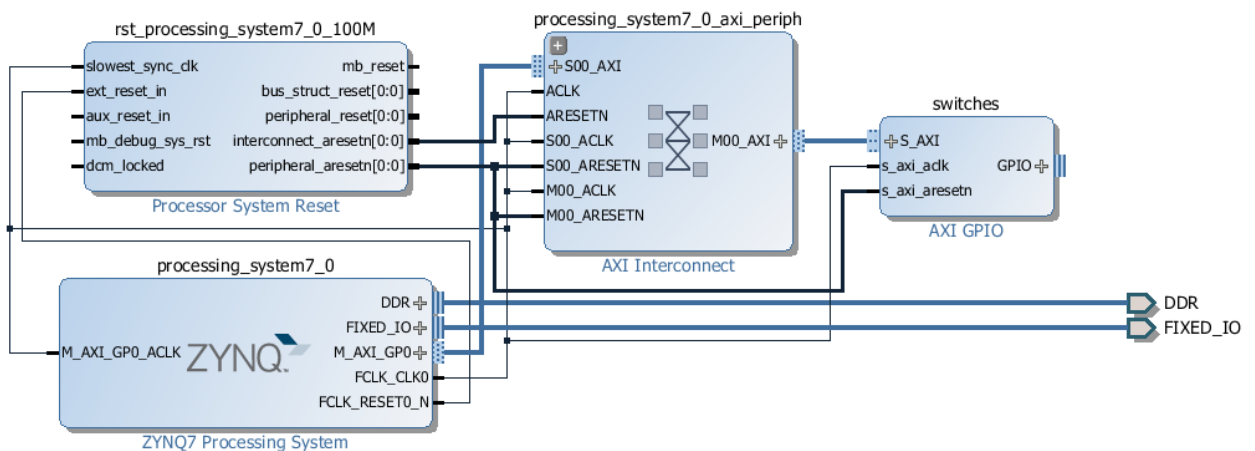 rst_processing_system7_0_100M
slowest_sync_clk
ext_reset_in
aux_reset_in
mb_debug_sys_rst
dcm_locked
mb_reset
bus_struct_reset[0:0]
peripheral_reset[0:0]
interconnect_aresetn[0:0]
peripheral_aresetn[0:0]
Processor System Reset
processing_system7_0_axi_periph
S00_AXI
ACLK
ARESETN
S00_ACLK
S00_ARESETN
M00_ACLK
M00_ARESETN
M00_AXI
AXI Interconnect
switches
S_AXI
s_axi_aclk
s_axi_aresetn
GPIO
AXI GPIO
processing_system7_0
M_AXI_GP0_ACLK
ZYNQ
DDR
FIXED_IO
M_AXI_GP0
FCLK_CLK0
FCLK_RESET0_N
ZYNQ7 Processing System
DDR
FIXED_IO